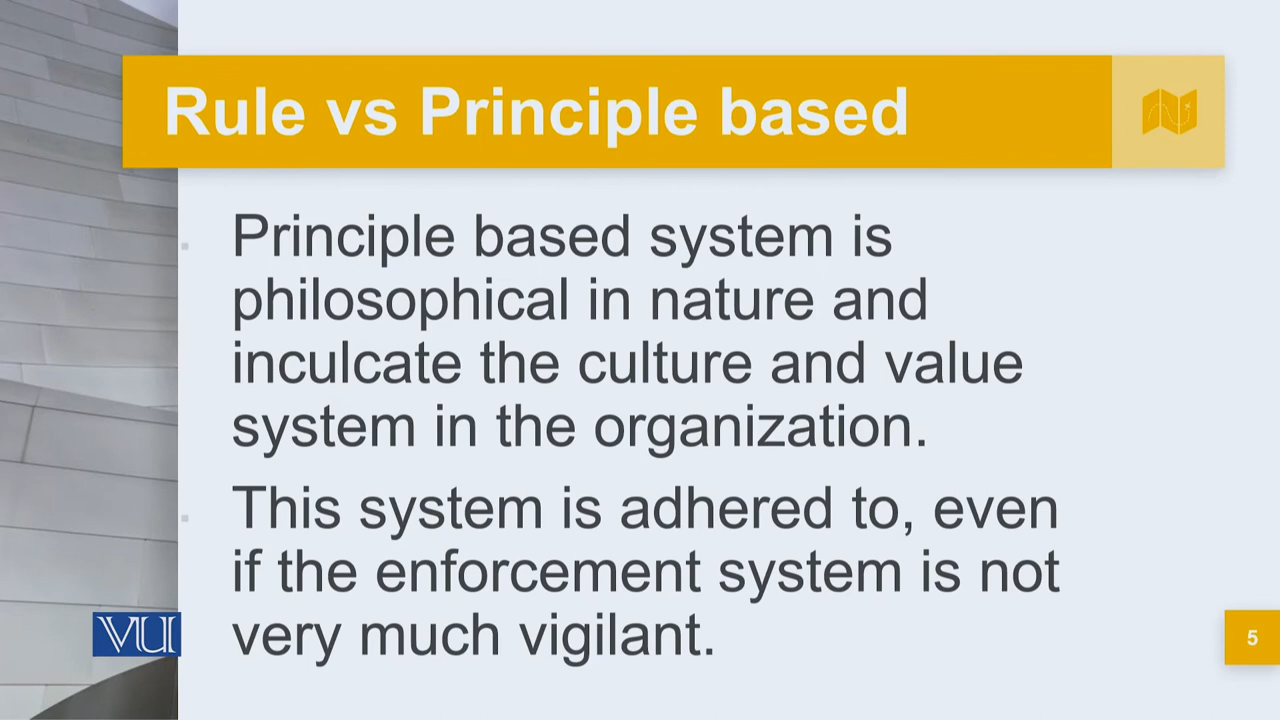 Rule vs Principle based
Principle based system is
philosophical in nature and
inculcate the culture and value
system in the organization.
This system is adhered to, even
if the enforcement system is not
very much vigilant.
VU
5